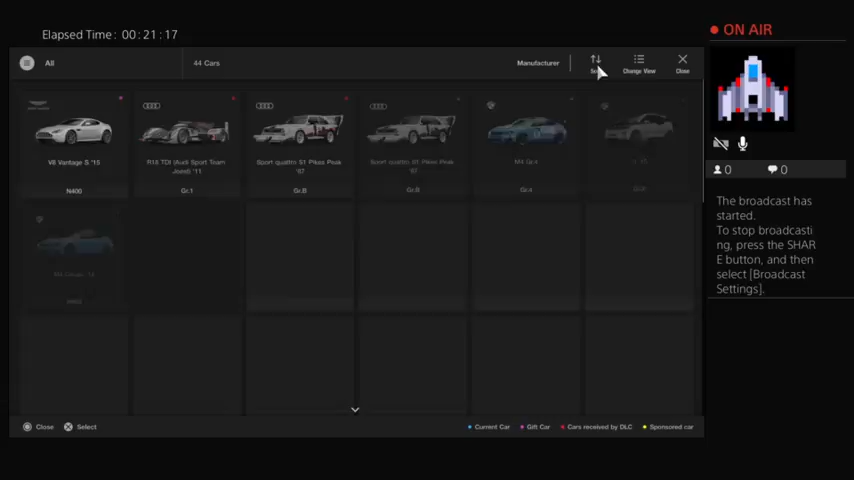 Elapsed Time: 00:21:17
ON AIR
All
44 Cars
Manufacturer
Sort
Change View
Close
V8 Vantage S '15
N400
R18 TDI (Audi Sport Team Joest) '11
Gr.1
Sport quattro S1 Pikes Peak '87
Gr.B
Sport quattro S1 Pikes Peak '87
Gr.B
M4 Gr.4
Gr.4
0
0
The broadcast has
started.
To stop broadcasti
ng, press the SHAR
E button, and then
select [Broadcast
Settings].
Close
Select
Current Car
Gift Car
Cars received by DLC
Sponsored car